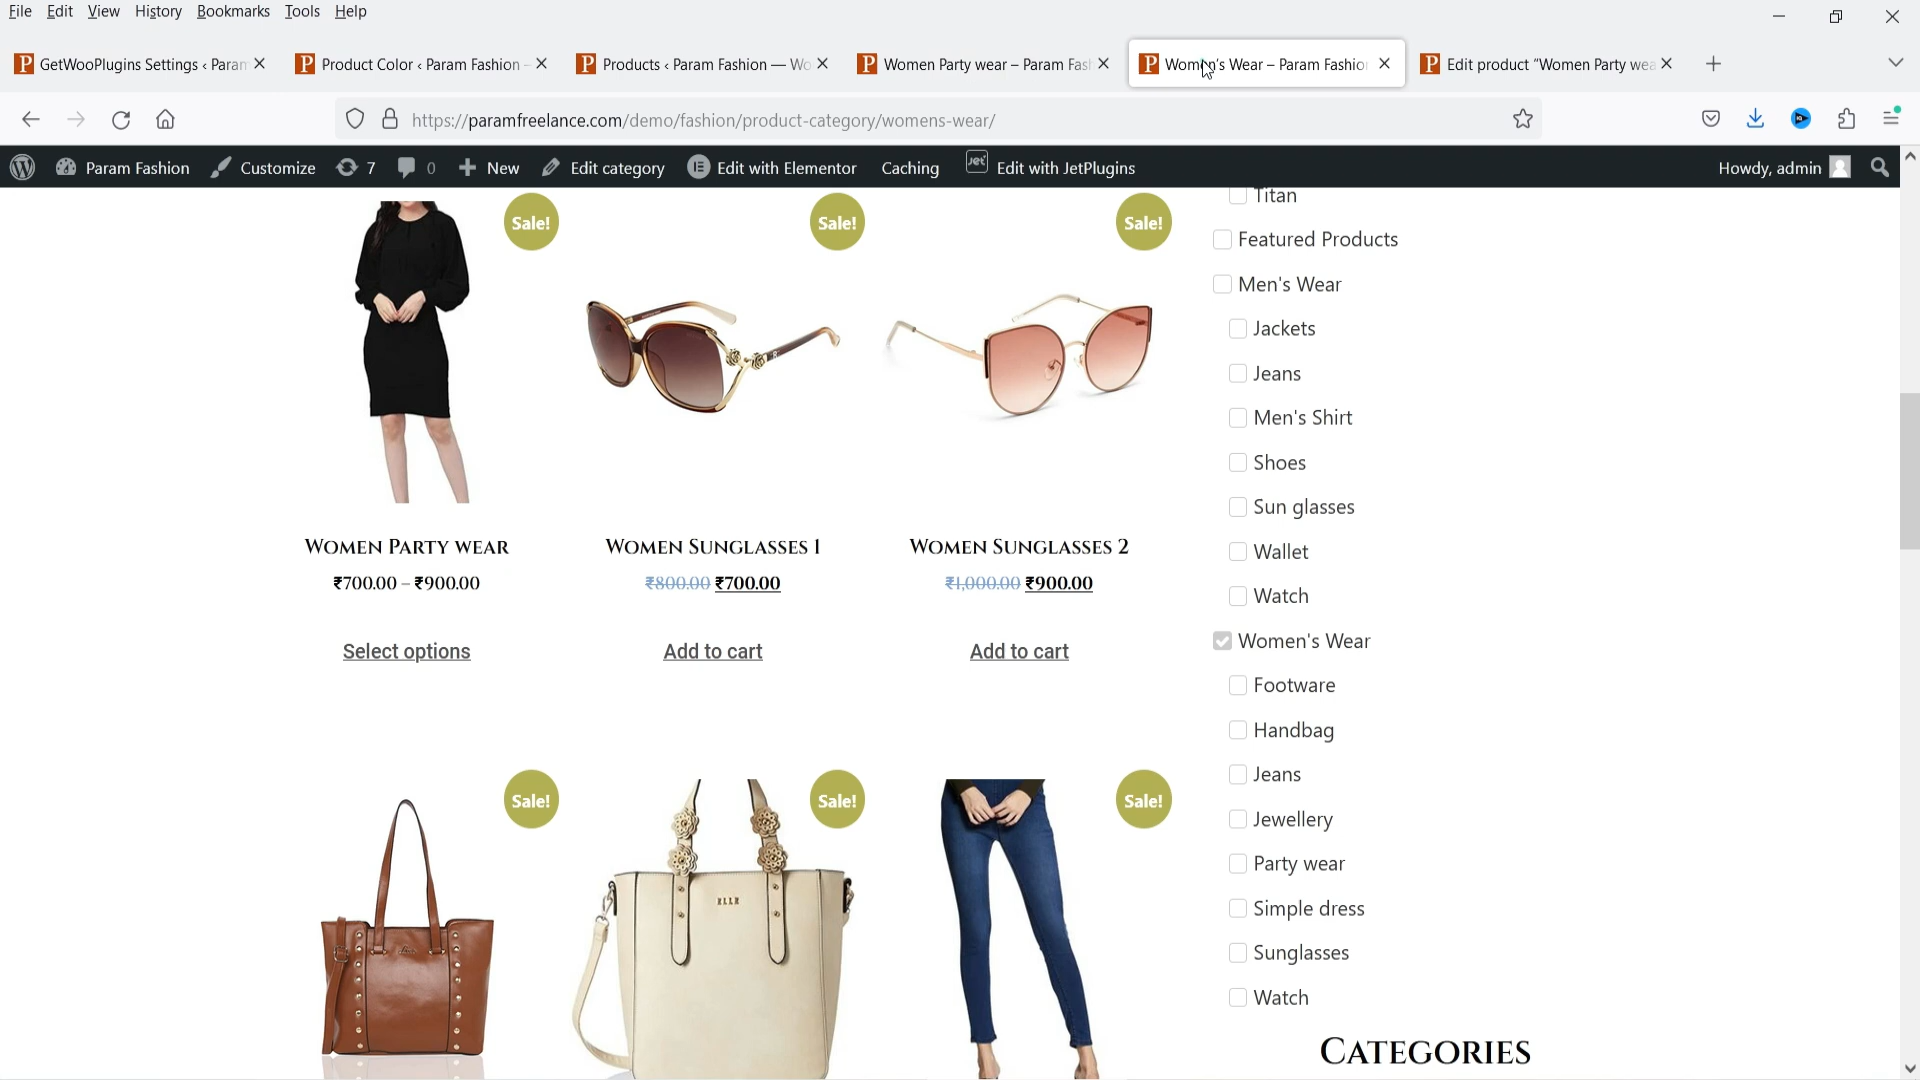 File Edit View History Bookmarks Tools Help
GetWooPlugins Settings ‹ Param
Product Color ‹ Param Fashion –
Products ‹ Param Fashion — Wo
Women Party wear – Param Fash
Women's Wear – Param Fashion
Edit product “Women Party wea
https://paramfreelance.com/demo/fashion/product-category/womens-wear/
Param Fashion Customize 7 0 New Edit category Edit with Elementor Caching Jet Edit with JetPlugins Howdy, admin
Sale! Sale! Sale!
Women Party wear Women Sunglasses 1 Women Sunglasses 2
₹700.00 – ₹900.00 ₹800.00 ₹700.00 ₹1,000.00 ₹900.00
Select options Add to cart Add to cart
Sale! Sale! Sale!
ELLE
Titan
Featured Products
Men's Wear
Jackets
Jeans
Men's Shirt
Shoes
Sun glasses
Wallet
Watch
Women's Wear
Footware
Handbag
Jeans
Jewellery
Party wear
Simple dress
Sunglasses
Watch
Categories